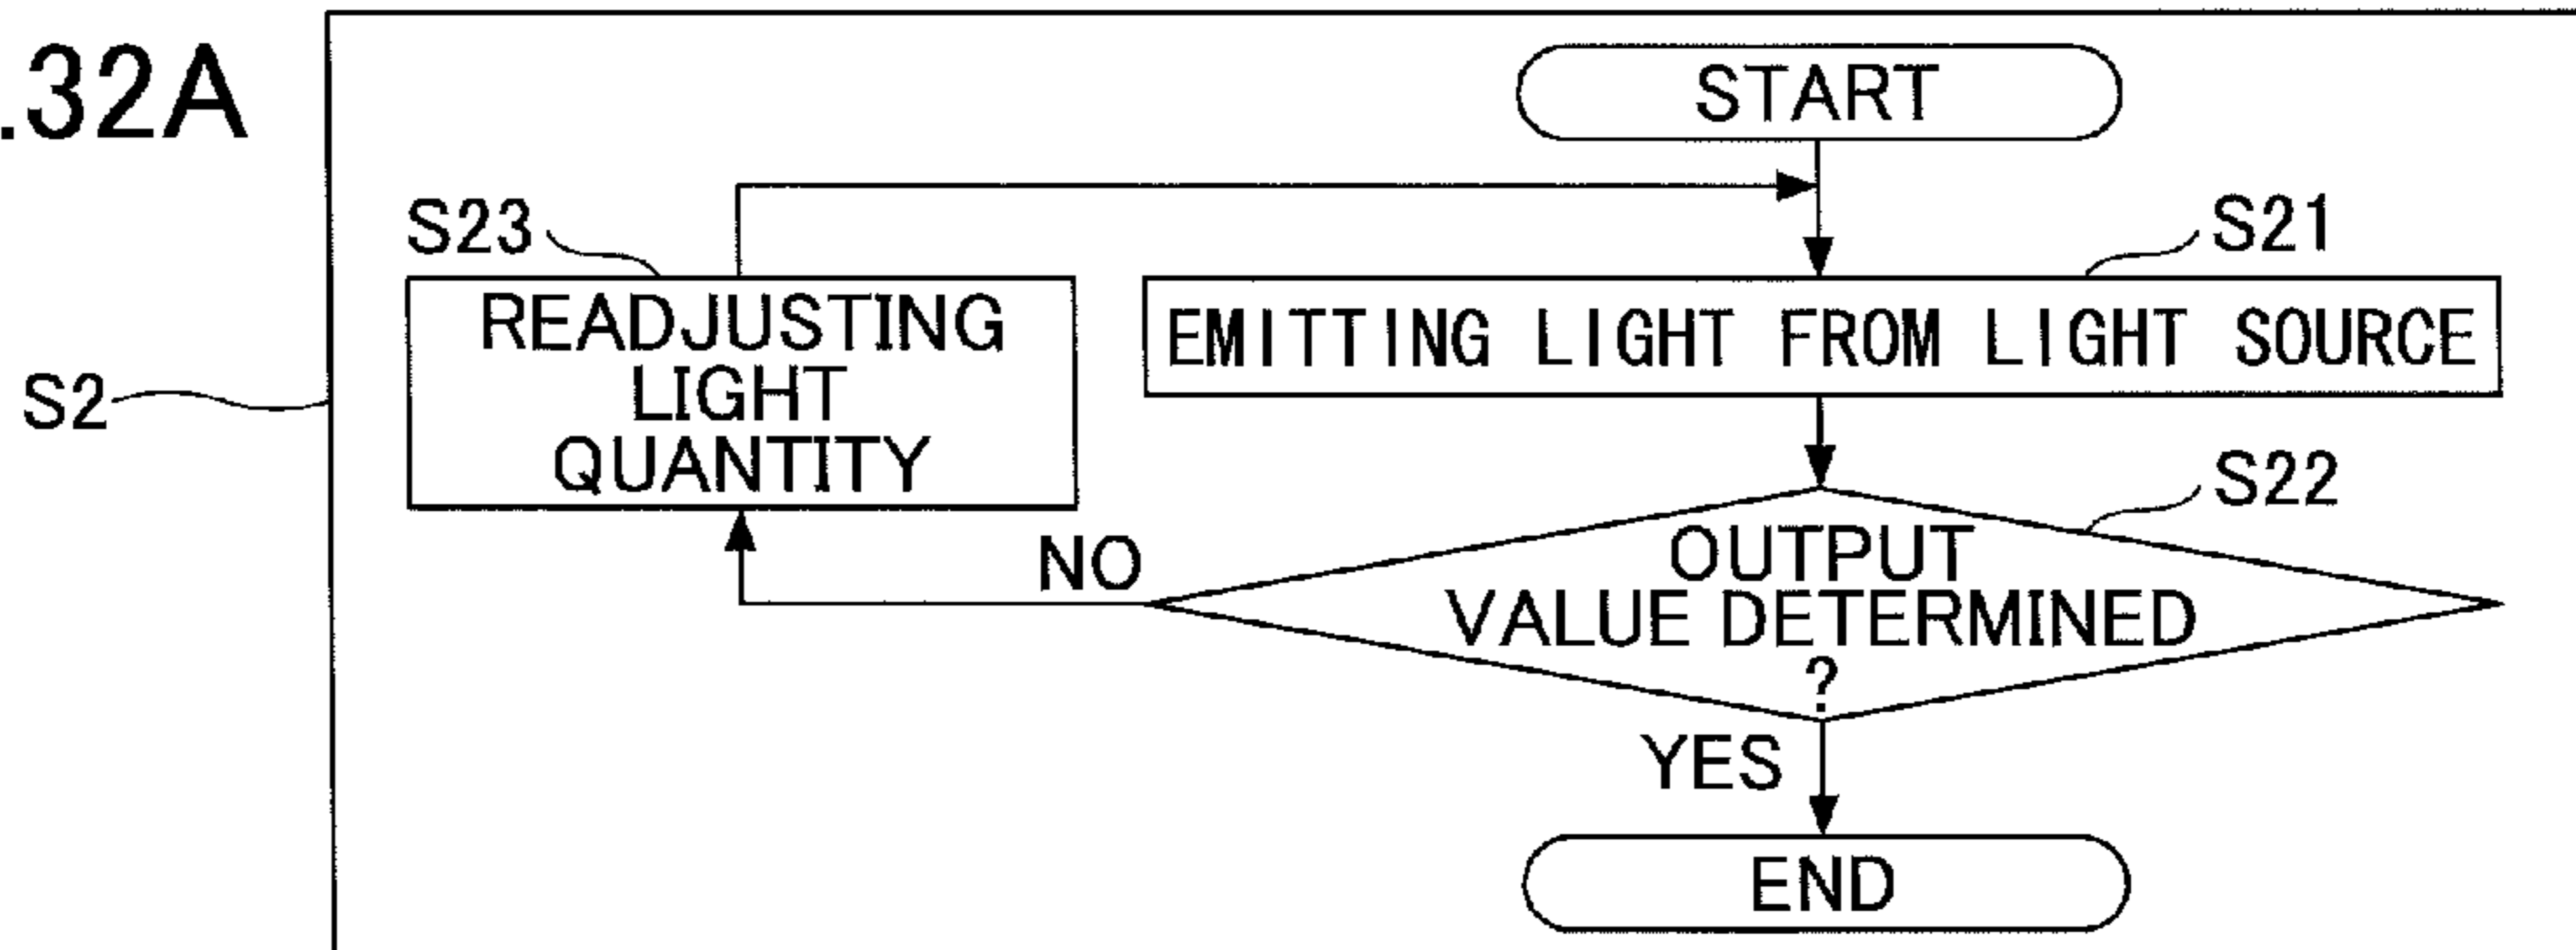 .32A
START
S23
S21
READJUSTING
LIGHT
QUANTITY
EMITTING LIGHT FROM LIGHT SOURCE
S2
S22
NO
OUTPUT
VALUE DETERMINED
?
YES
END